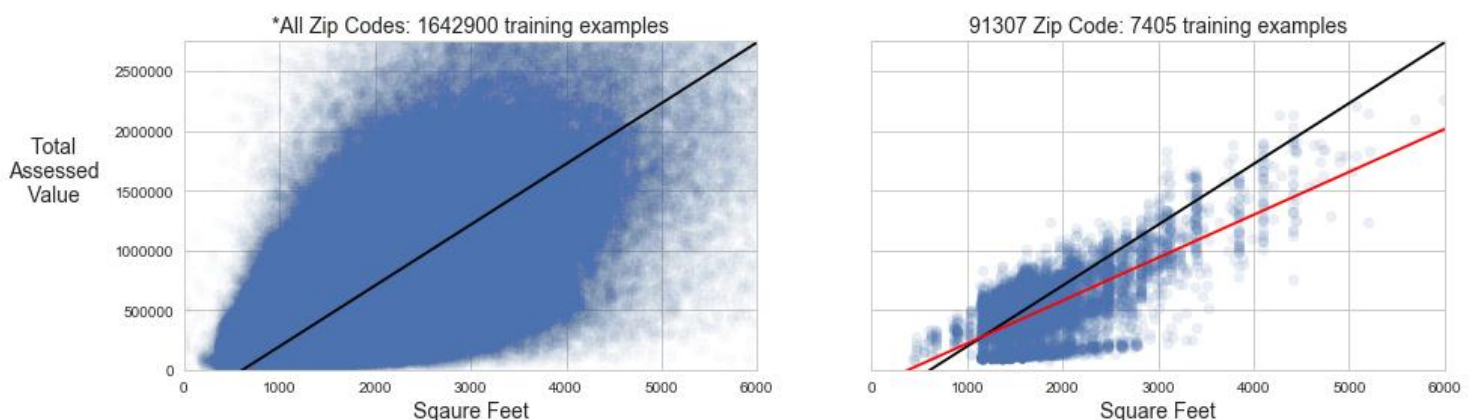 *All Zip Codes: 1642900 training examples
91307 Zip Code: 7405 training examples
2500000
2000000
1500000
1000000
500000
0
Total
Assessed
Value
0 1000 2000 3000 4000 5000 6000
0 1000 2000 3000 4000 5000 6000
Sqaure Feet
Square Feet